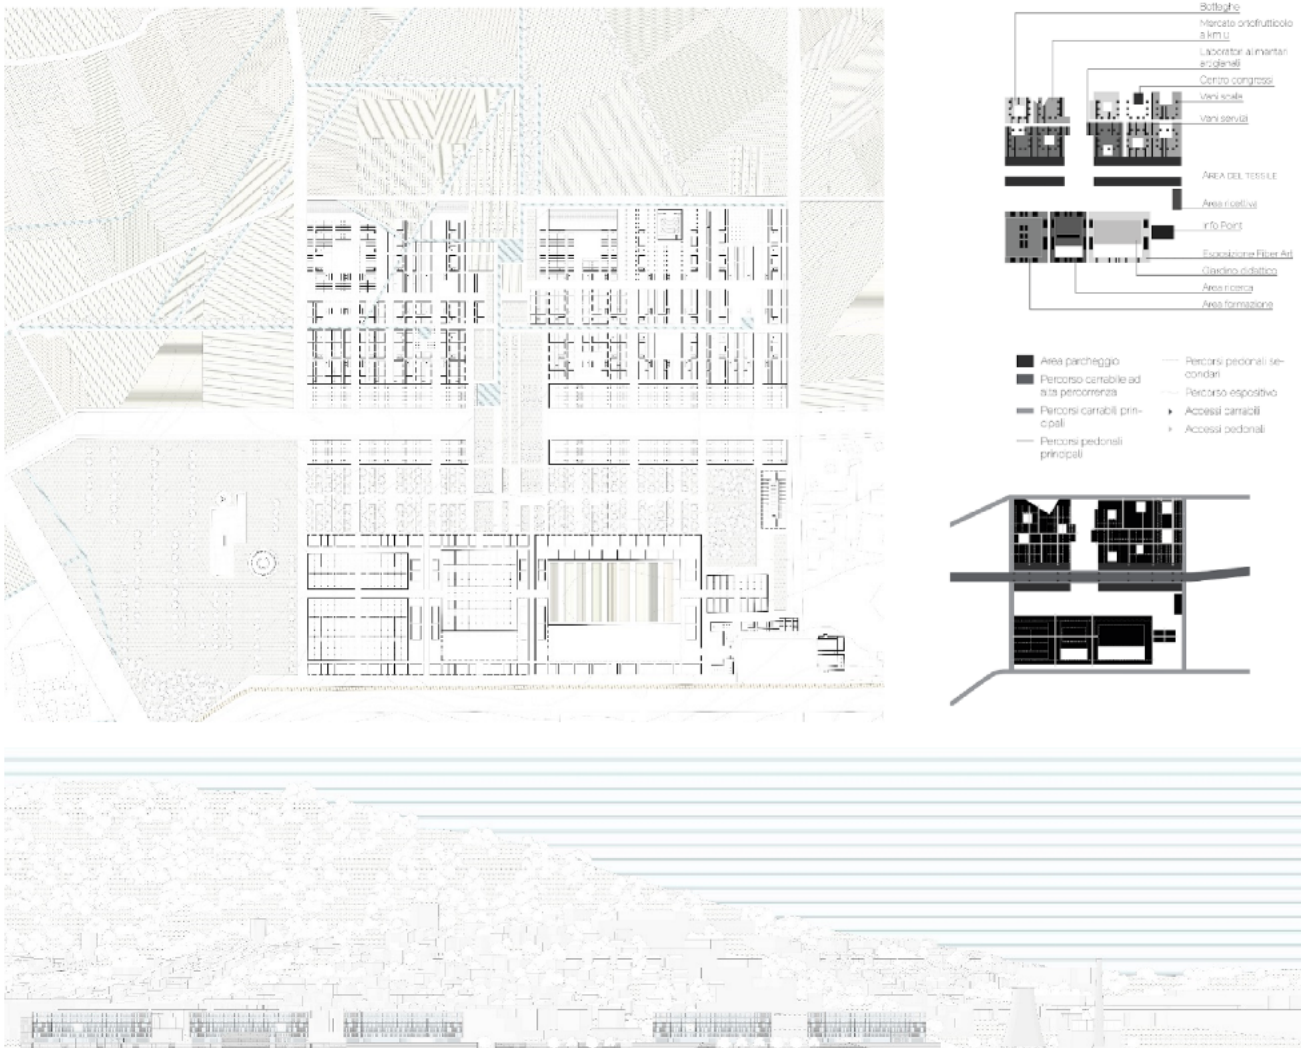 Botteghe
Mercato ortofrutticolo
a km 0
Laboratori alimentari
artigianali
Centro congressi
Vani scala
Vani servizi
AREA DEL TESSILE
Area ricettiva
Info Point
Esposizione Fiber Art
Giardino didattico
Area ricerca
Area formazione
Area parcheggio
Percorso carrabile ad
alta percorrenza
Percorsi carrabili prin-
cipali
Percorsi pedonali
principali
Percorsi pedonali se-
condari
Percorso espositivo
Accessi carrabili
Accessi pedonali